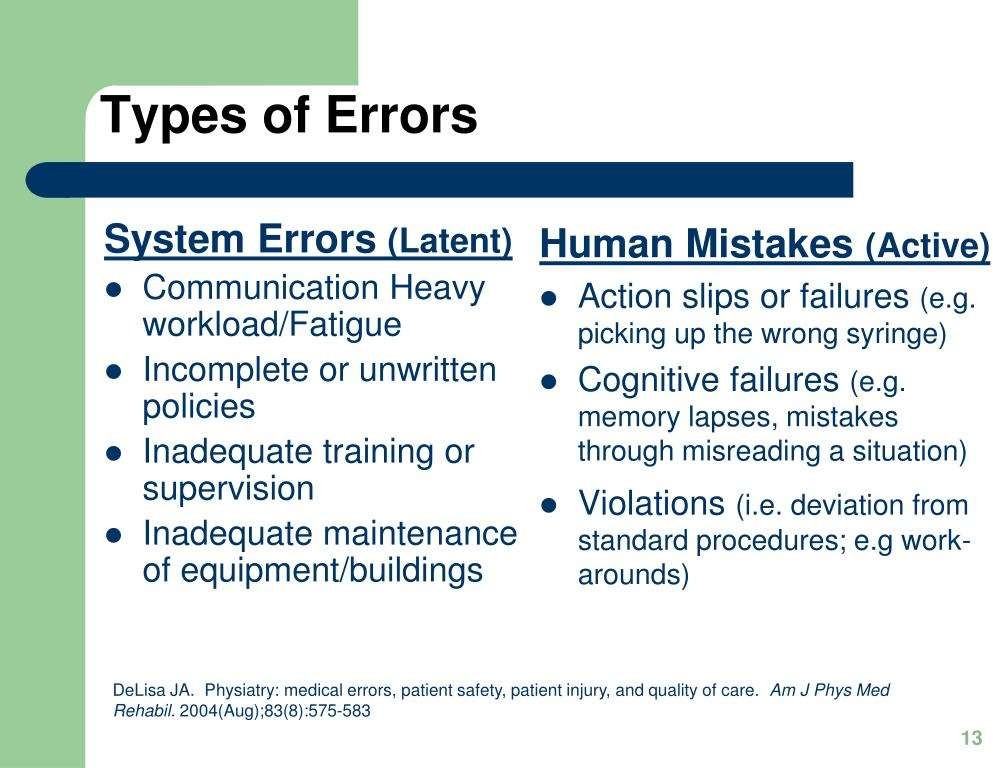 Types of Errors
System Errors (Latent)
Communication Heavy
workload/Fatigue
Incomplete or unwritten
policies
Inadequate training or
supervision
Inadequate maintenance
of equipment/buildings
Human Mistakes (Active)
Action slips or failures (e.g.
picking up the wrong syringe)
Cognitive failures (e.g.
memory lapses, mistakes
through misreading a situation)
Violations (i.e. deviation from
standard procedures; e.g work-
arounds)
DeLisa JA.  Physiatry: medical errors, patient safety, patient injury, and quality of care.  Am J Phys Med
Rehabil. 2004(Aug);83(8):575-583
13